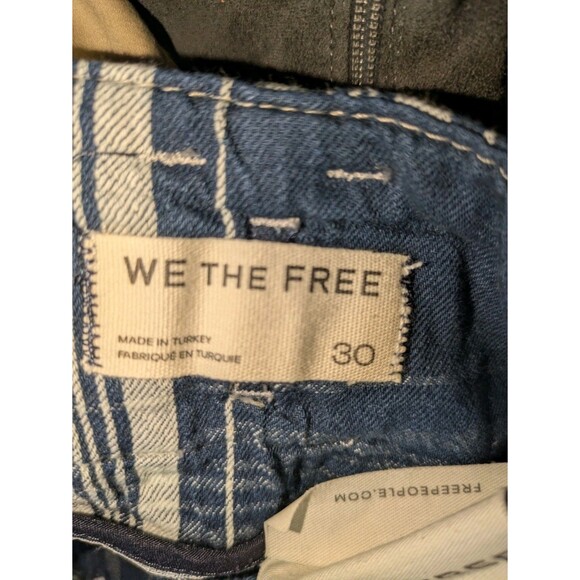 WE THE FREE
MADE IN TURKEY
FABRIQUÉ EN TURQUIE
30
FREEPEOPLE.COM